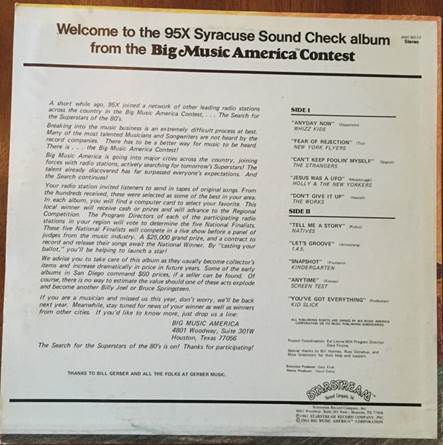 Welcome to the 95X Syracuse Sound Check album
from the Big Music America™ Contest
Stereo
A short while ago, 95X joined a network of other leading radio stations
across the country in the Big Music America Contest, . . . The Search for
the Superstars of the 80's.
Breaking into the music business is an extremely difficult process at best.
Many of the most talented Musicians and Songwriters are not heard by the
record companies. There has to be a better way for music to be heard.
There is . . . the Big Music America Contest!
Big Music America is going into major cities across the country, joining
forces with radio stations, actively searching for tomorrow's Superstars! The
talent already discovered has far surpassed everyone's expectations. And
the Search continues!
Your radio station invited listeners to send in tapes of original songs. From
the hundreds received, these were selected as some of the best in your area.
In each album, you will find a computer card to select your favorite. This
local winner will receive cash or prizes and will advance to the Regional
Competition. The Program Directors of each of the participating radio
stations in your region will vote to determine the five National Finalists.
These five National Finalists will compete in a live show before a panel of
judges from the music industry. A $25,000 grand prize, and a contract to
record and release their songs await the National Winner. By "casting your
ballot," you'll be helping to launch a star!
We advise you to take care of this album as they usually become collector's
items and increase dramatically in price in future years. Some of the early
albums in San Diego command $60 prices, if a seller can be found. Of
course, there is no way to estimate the value should one of these acts explode
and become another Billy Joel or Bruce Springsteen.
If you are a musician and missed us this year, don't worry, we'll be back
next year. Meanwhile, stay tuned for news of your winner as well as winners
from other cities. If you'd like to know more, just drop us a line:
BIG MUSIC AMERICA
4801 Woodway, Suite 301W
Houston, Texas 77056
The Search for the Superstars of the 80's is on! Thanks for participating!
THANKS TO BILL GERBER AND ALL THE FOLKS AT GERBER MUSIC.
SIDE I
"ANYDAY NOW"
WHIZZ KIDS
"FEAR OF REJECTION"
NEW YORK FLYERS
"CAN'T KEEP FOOLIN' MYSELF"
THE STRANGERS
"JESUS WAS A UFO"
HOLLY & THE NEW YORKERS
"DON'T GIVE IT UP"
THE WORKS
SIDE II
"TELL ME A STORY"
NATIVES
"LET'S GROOVE"
"SNAPSHOT"
KINDERGARTEN
"ANYTIME"
SCREEN TEST
"YOU'VE GOT EVERYTHING"
KID SLICK
STARSTREAM